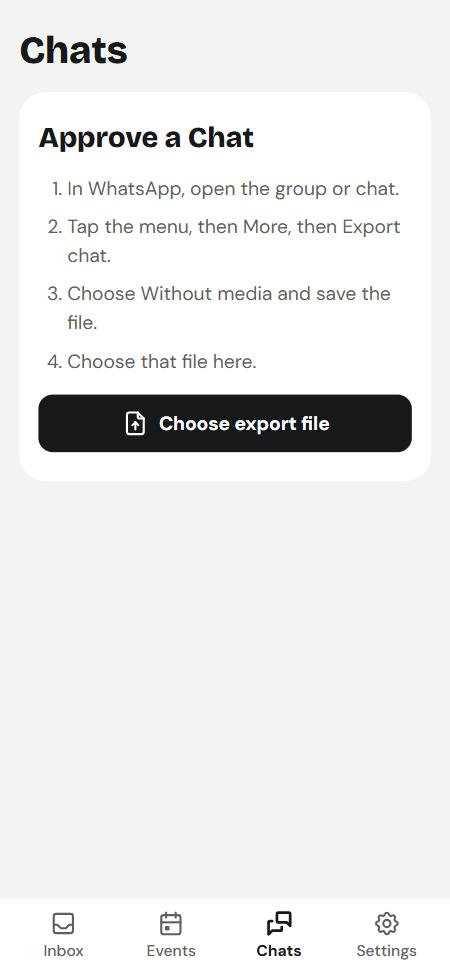 Chats
Approve a Chat
1. In WhatsApp, open the group or chat.
2. Tap the menu, then More, then Export
chat.
3. Choose Without media and save the
file.
4. Choose that file here.
Choose export file
Inbox
Events
Chats
Settings